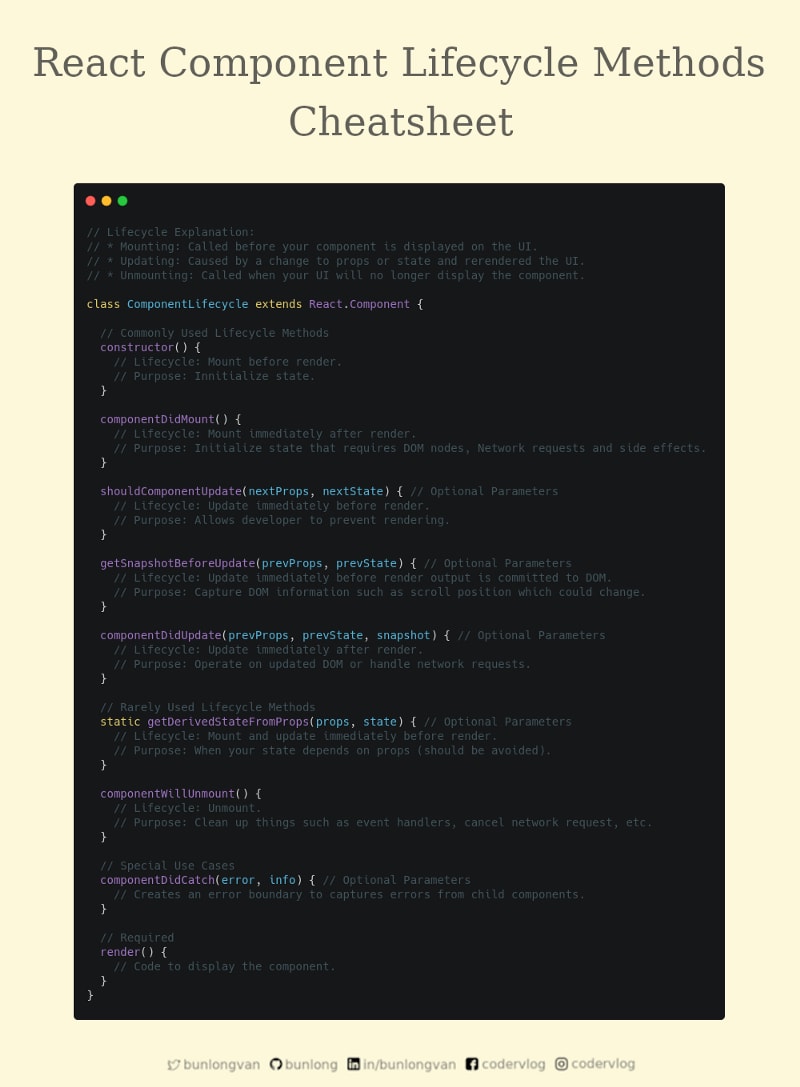 React Component Lifecycle Methods
Cheatsheet
// Lifecycle Explanation:
// * Mounting: Called before your component is displayed on the UI.
// * Updating: Caused by a change to props or state and rerendered the UI.
// * Unmounting: Called when your UI will no longer display the component.
class ComponentLifecycle extends React.Component {
// Commonly Used Lifecycle Methods
constructor() {
// Lifecycle: Mount before render.
// Purpose: Innitialize state.
}
componentDidMount() {
// Lifecycle: Mount immediately after render.
// Purpose: Initialize state that requires DOM nodes, Network requests and side effects.
}
shouldComponentUpdate(nextProps, nextState) { // Optional Parameters
// Lifecycle: Update immediately before render.
// Purpose: Allows developer to prevent rendering.
}
getSnapshotBeforeUpdate(prevProps, prevState) { // Optional Parameters
// Lifecycle: Update immediately before render output is committed to DOM.
// Purpose: Capture DOM information such as scroll position which could change.
}
componentDidUpdate(prevProps, prevState, snapshot) { // Optional Parameters
// Lifecycle: Update immediately after render.
// Purpose: Operate on updated DOM or handle network requests.
}
// Rarely Used Lifecycle Methods
static getDerivedStateFromProps(props, state) { // Optional Parameters
// Lifecycle: Mount and update immediately before render.
// Purpose: When your state depends on props (should be avoided).
}
componentWillUnmount() {
// Lifecycle: Unmount.
// Purpose: Clean up things such as event handlers, cancel network request, etc.
}
// Special Use Cases
componentDidCatch(error, info) { // Optional Parameters
// Creates an error boundary to captures errors from child components.
}
// Required
render() {
// Code to display the component.
}
}
bunlongvan bunlong in/bunlongvan codervlog codervlog